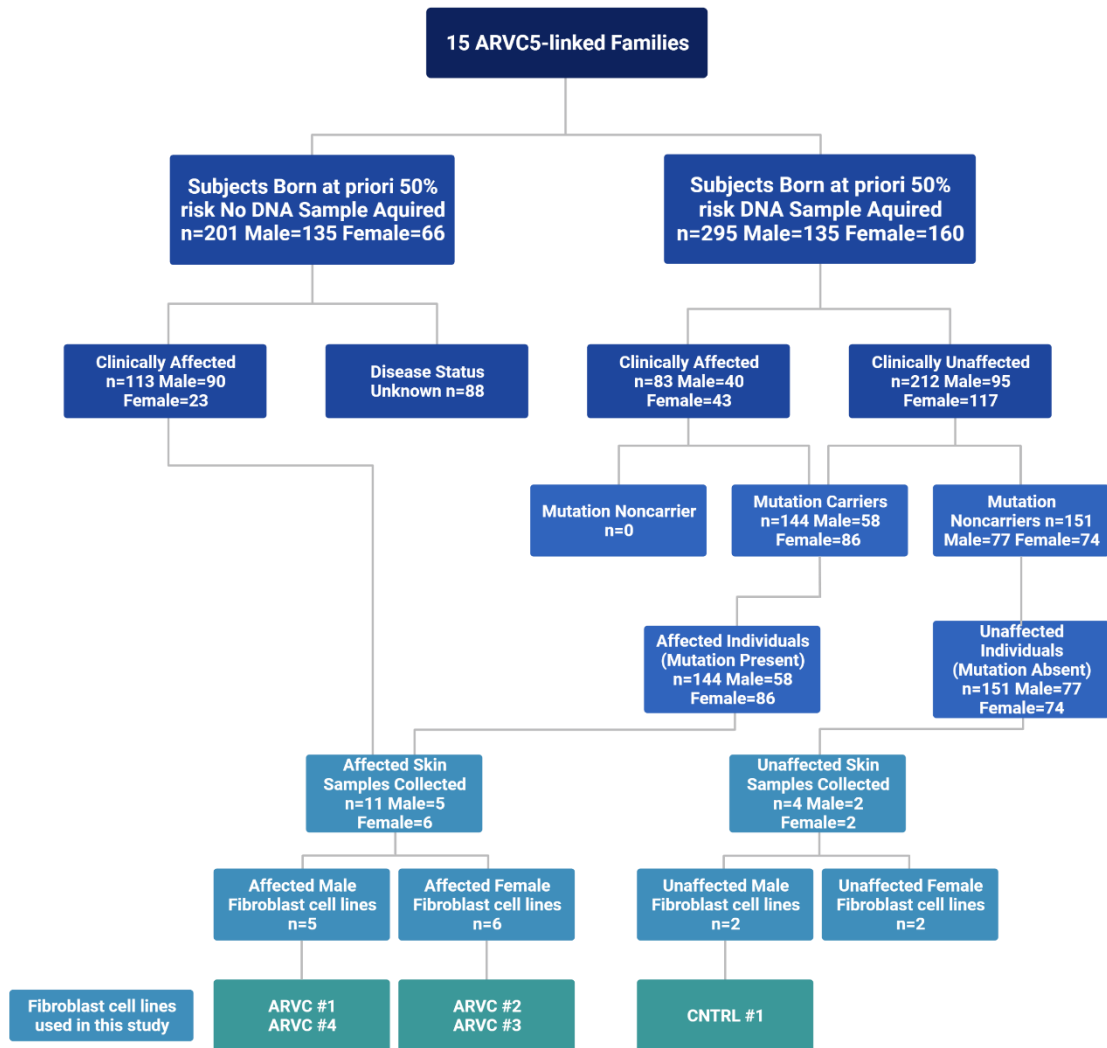 15 ARVC5-linked Families
Subjects Born at priori 50%
risk No DNA Sample Aquired
n=201 Male=135 Female=66
Subjects Born at priori 50%
risk DNA Sample Aquired
n=295 Male=135 Female=160
Clinically Affected
n=113 Male=90
Female=23
Disease Status
Unknown n=88
Clinically Affected
n=83 Male=40
Female=43
Clinically Unaffected
n=212 Male=95
Female=117
Mutation Noncarrier
n=0
Mutation Carriers
n=144 Male=58
Female=86
Mutation
Noncarriers n=151
Male=77 Female=74
Affected Individuals
(Mutation Present)
n=144 Male=58
Female=86
Unaffected
Individuals
(Mutation Absent)
n=151 Male=77
Female=74
Affected Skin
Samples Collected
n=11 Male=5
Female=6
Unaffected Skin
Samples Collected
n=4 Male=2
Female=2
Affected Male
Fibroblast cell lines
n=5
Affected Female
Fibroblast cell lines
n=6
Unaffected Male
Fibroblast cell lines
n=2
Unaffected Female
Fibroblast cell lines
n=2
Fibroblast cell lines
used in this study
ARVC #1
ARVC #4
ARVC #2
ARVC #3
CNTRL #1